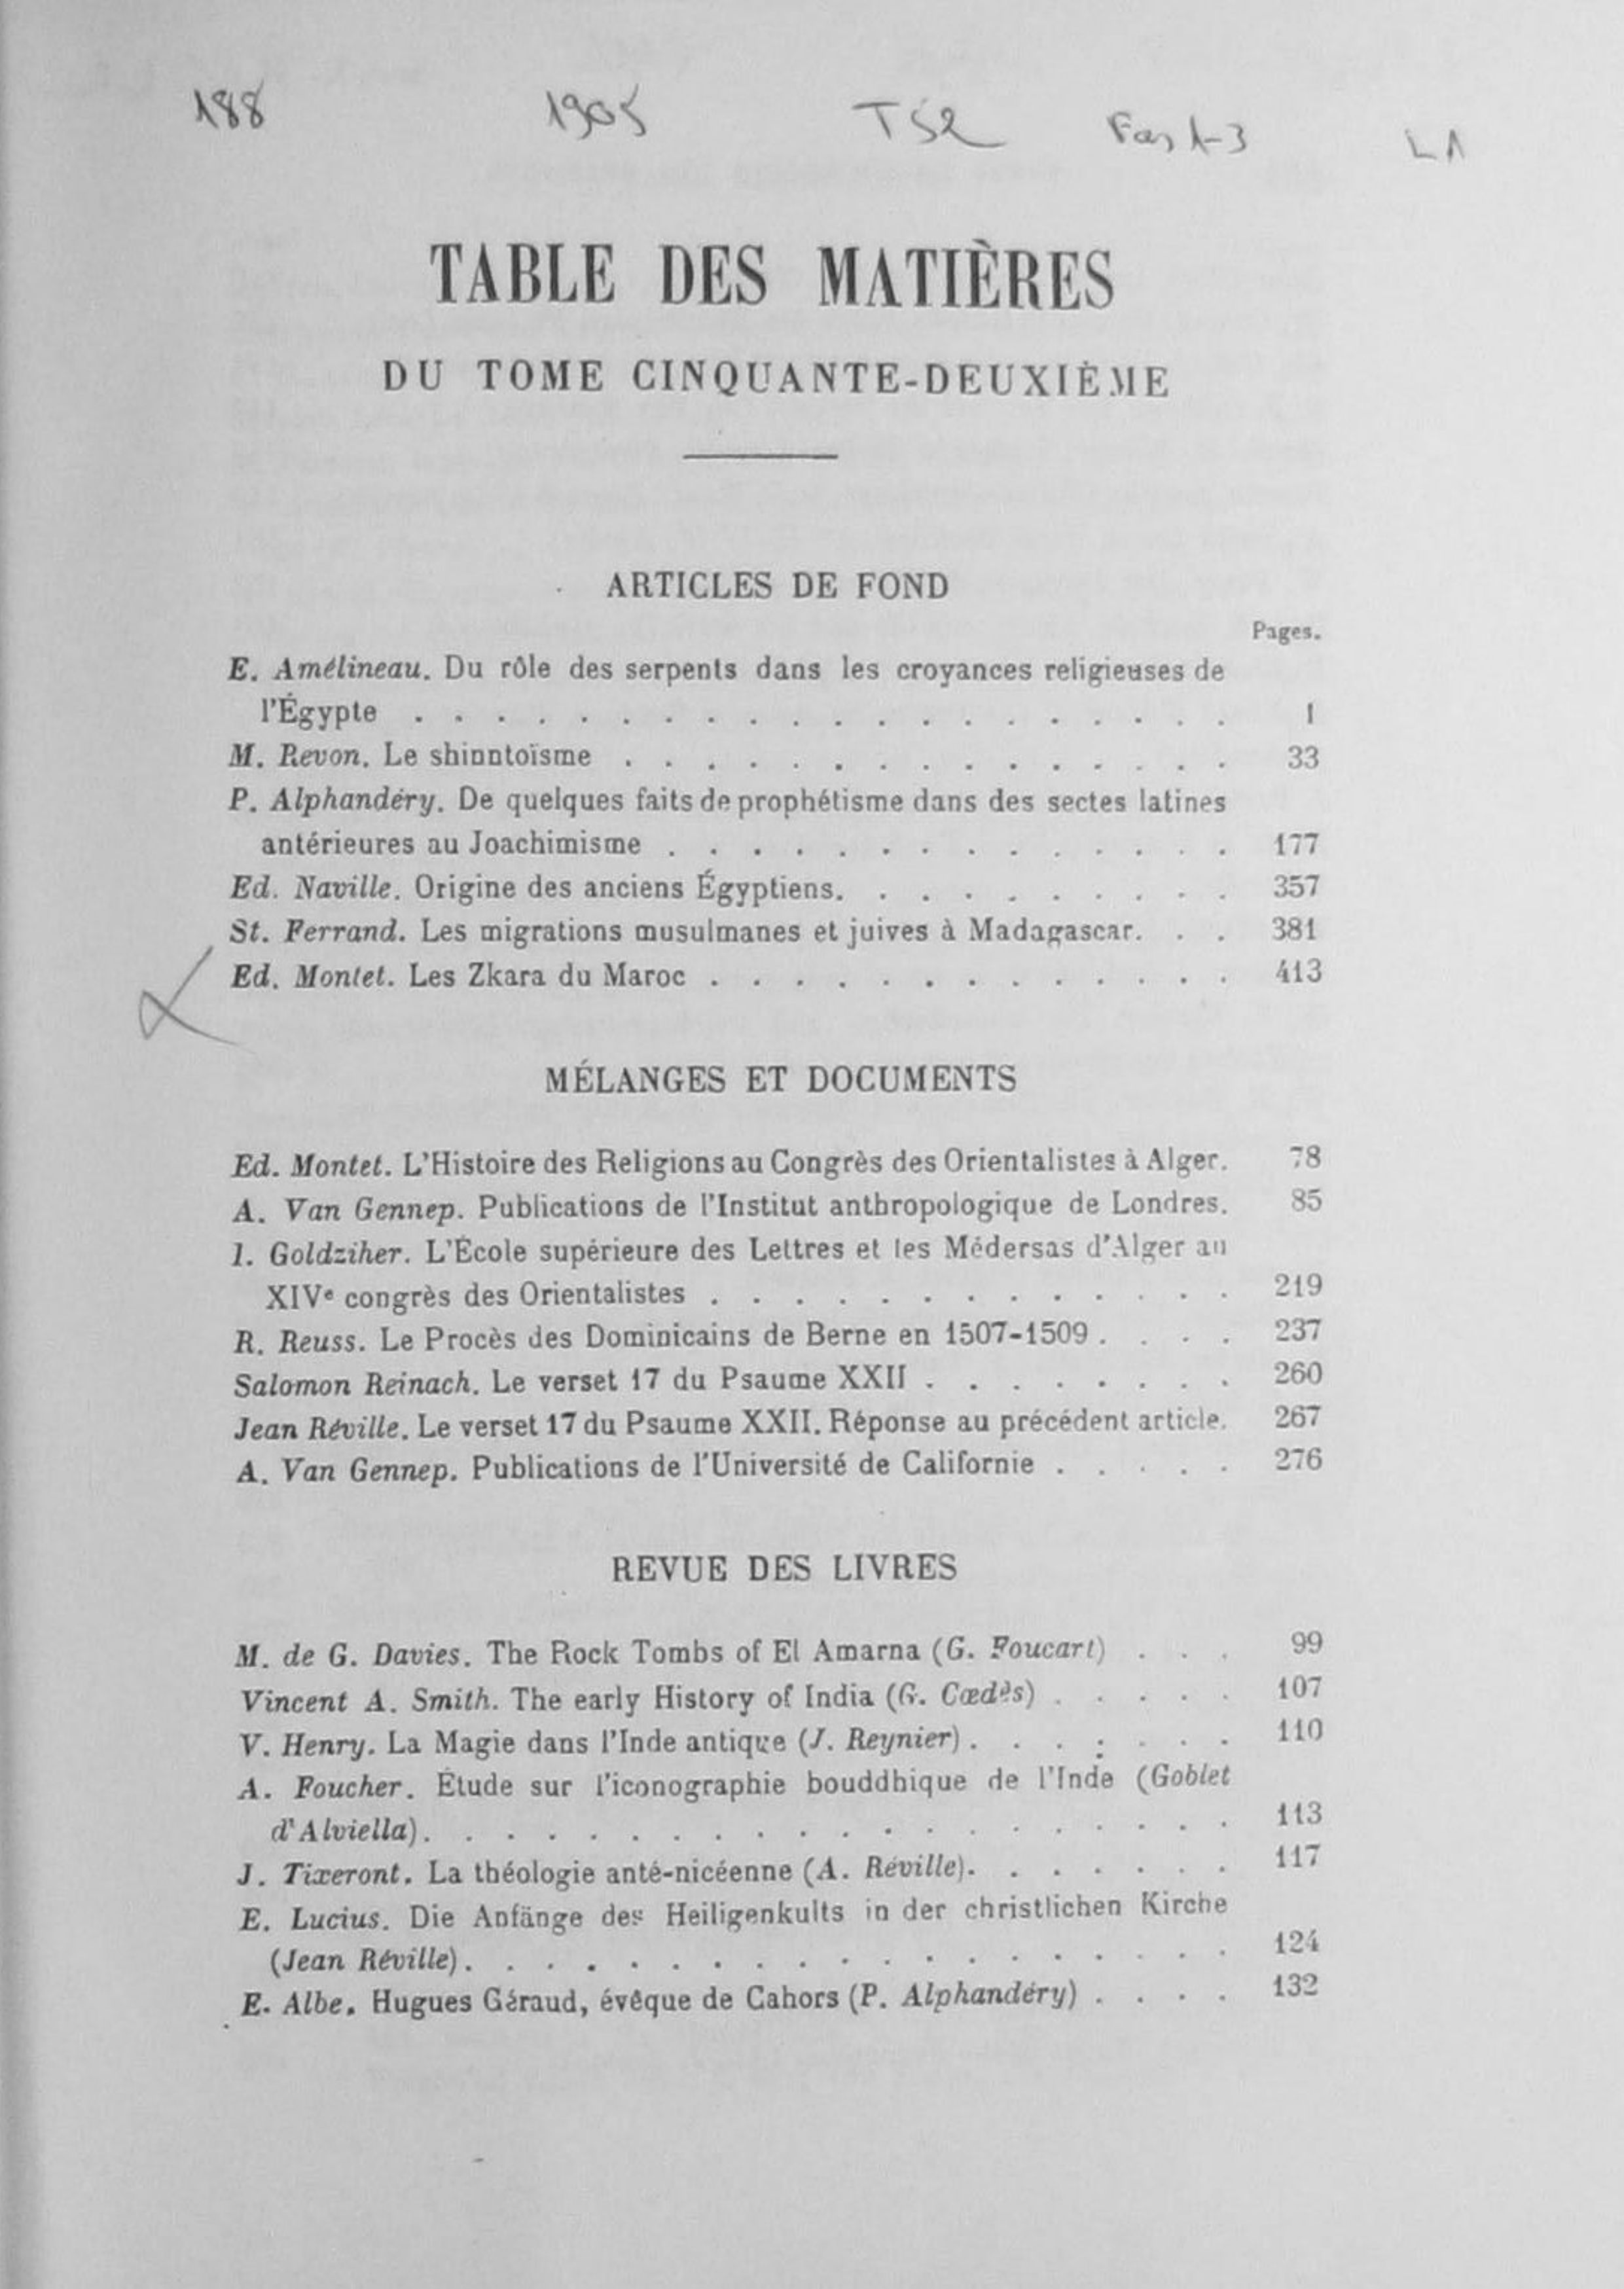 188 1905 T52 Fas 1-3 L1
TABLE DES MATIÈRES
DU TOME CINQUANTE-DEUXIÈME
ARTICLES DE FOND
Pages.
E. Amélineau. Du rôle des serpents dans les croyances religieuses de
l'Égypte . . . . . . . . . . . . . . . . . . . . 1
M. Revon. Le shinntoïsme . . . . . . . . . . . . . . . 33
P. Alphandéry. De quelques faits de prophétisme dans des sectes latines
antérieures au Joachimisme . . . . . . . . . . . . . . 177
Ed. Naville. Origine des anciens Égyptiens. . . . . . . . . . 357
St. Ferrand. Les migrations musulmanes et juives à Madagascar. . . 381
Ed. Montet. Les Zkara du Maroc . . . . . . . . . . . . . 413
MÉLANGES ET DOCUMENTS
Ed. Montet. L'Histoire des Religions au Congrès des Orientalistes à Alger. 78
A. Van Gennep. Publications de l'Institut anthropologique de Londres. 85
I. Goldziher. L'École supérieure des Lettres et les Médersas d'Alger au
XIVe congrès des Orientalistes . . . . . . . . . . . . . 219
R. Reuss. Le Procès des Dominicains de Berne en 1507-1509 . . . . 237
Salomon Reinach. Le verset 17 du Psaume XXII . . . . . . . . 260
Jean Réville. Le verset 17 du Psaume XXII. Réponse au précédent article. 267
A. Van Gennep. Publications de l'Université de Californie . . . . . 276
REVUE DES LIVRES
M. de G. Davies. The Rock Tombs of El Amarna (G. Foucart) . . . 99
Vincent A. Smith. The early History of India (G. Cœdès) . . . . . 107
V. Henry. La Magie dans l'Inde antique (J. Reynier) . . . . . . . 110
A. Foucher. Étude sur l'iconographie bouddhique de l'Inde (Goblet
d'Alviella). . . . . . . . . . . . . . . . . . . . 113
J. Tixeront. La théologie anté-nicéenne (A. Réville). . . . . . . 117
E. Lucius. Die Anfänge des Heiligenkults in der christlichen Kirche
(Jean Réville). . . . . . . . . . . . . . . . . . . 124
E. Albe. Hugues Géraud, évêque de Cahors (P. Alphandéry) . . . . 132